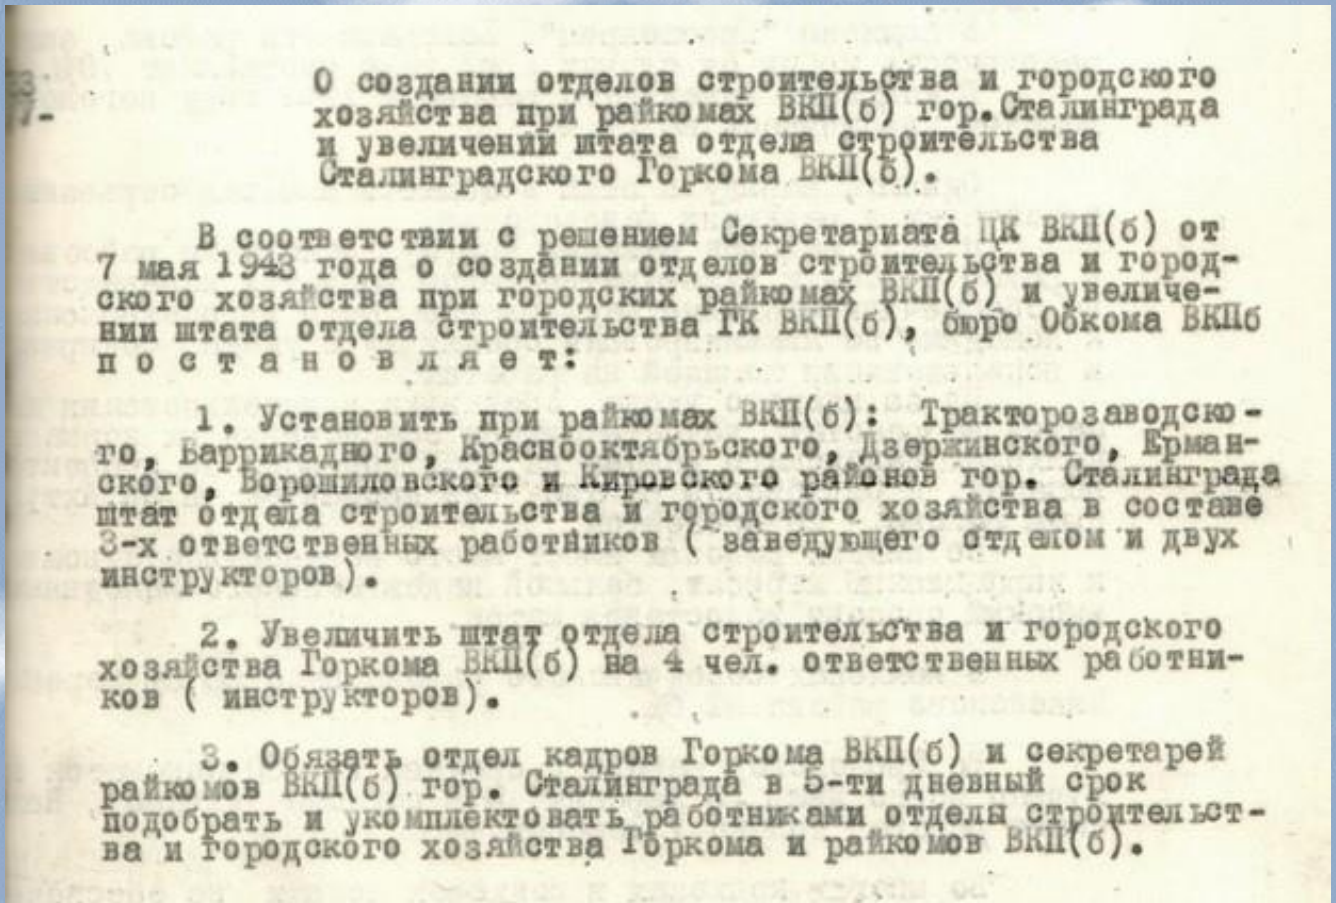 О создании отделов строительства и городского
хозяйства при райкомах ВКП(б) гор.Сталинграда
и увеличении штата отдела строительства
Сталинградского Горкома ВКП(б).
В соответствии с решением Секретариата ЦК ВКП(б) от
7 мая 1943 года о создании отделов строительства и город-
ского хозяйства при городских райкомах ВКП(б) и увеличе-
нии штата отдела строительства ГК ВКП(б), бюро Обкома ВКПб
п о с т а н о в л я е т:
1. Установить при райкомах ВКП(б): Тракторозаводско-
го, Баррикадного, Краснооктябрьского, Дзержинского, Ерман-
ского, Ворошиловского и Кировского районов гор. Сталинграда
штат отдела строительства и городского хозяйства в составе
3-х ответственных работников ( заведующего отделом и двух
инструкторов).
2. Увеличить штат отдела строительства и городского
хозяйства Горкома ВКП(б) на 4 чел. ответственных работни-
ков ( инструкторов).
3. Обязать отдел кадров Горкома ВКП(б) и секретарей
райкомов ВКП(б) гор. Сталинграда в 5-ти дневный срок
подобрать и укомплектовать работниками отделы строительст-
ва и городского хозяйства Горкома и райкомов ВКП(б).